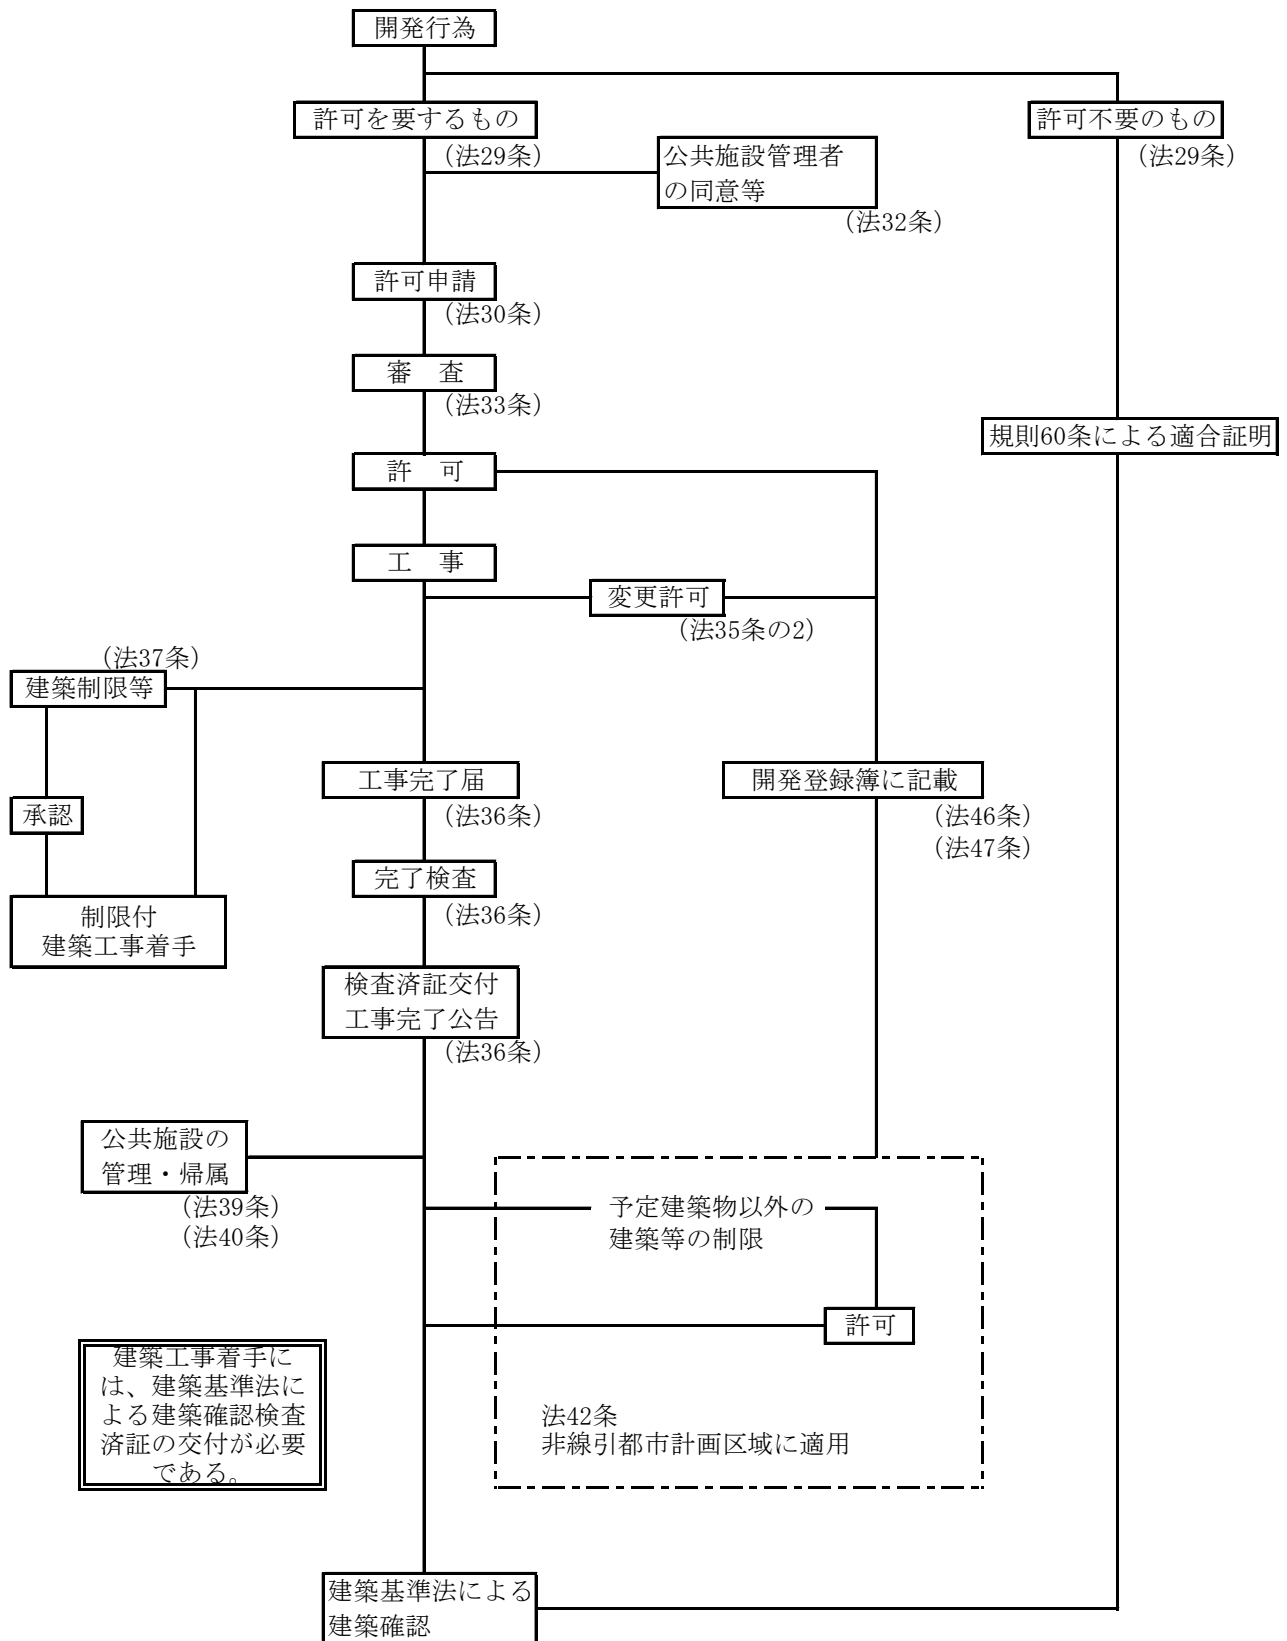 開発行為
許可を要するもの
許可不要のもの
(法29条)
(法29条)
公共施設管理者
の同意等
(法32条)
許可申請
(法30条)
審　査
(法33条)
規則60条による適合証明
許　可
工　事
変更許可
(法35条の2)
(法37条)
建築制限等
工事完了届
開発登録簿に記載
(法36条)
(法46条)
(法47条)
承認
完了検査
(法36条)
制限付
建築工事着手
検査済証交付
工事完了公告
(法36条)
公共施設の
管理・帰属
(法39条)
(法40条)
予定建築物以外の
建築等の制限
許可
建築工事着手に
は、建築基準法に
よる建築確認検査
済証の交付が必要
である。
法42条
非線引都市計画区域に適用
建築基準法による
建築確認